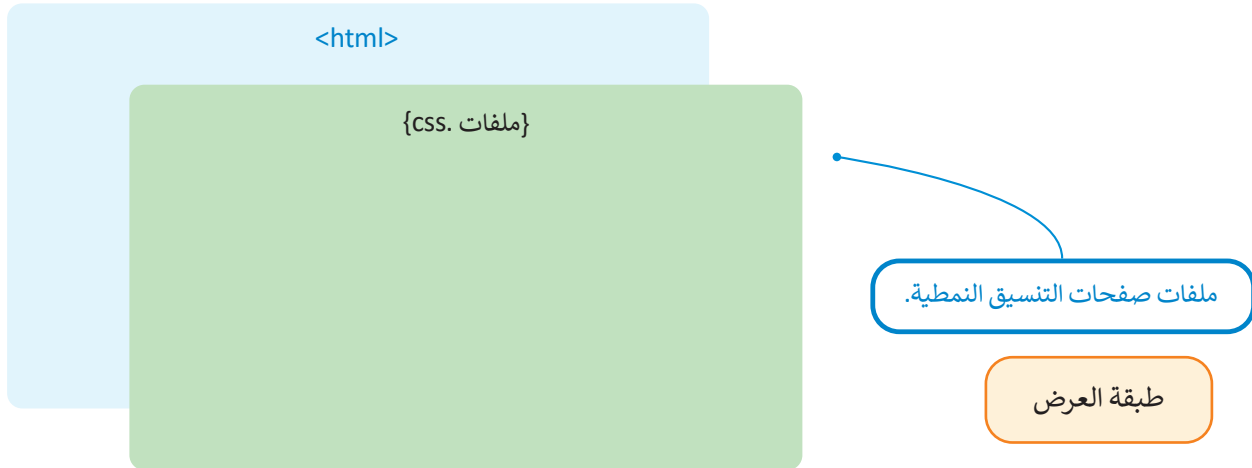 <html>
{ملفات .css}
ملفات صفحات التنسيق النمطية.
طبقة العرض